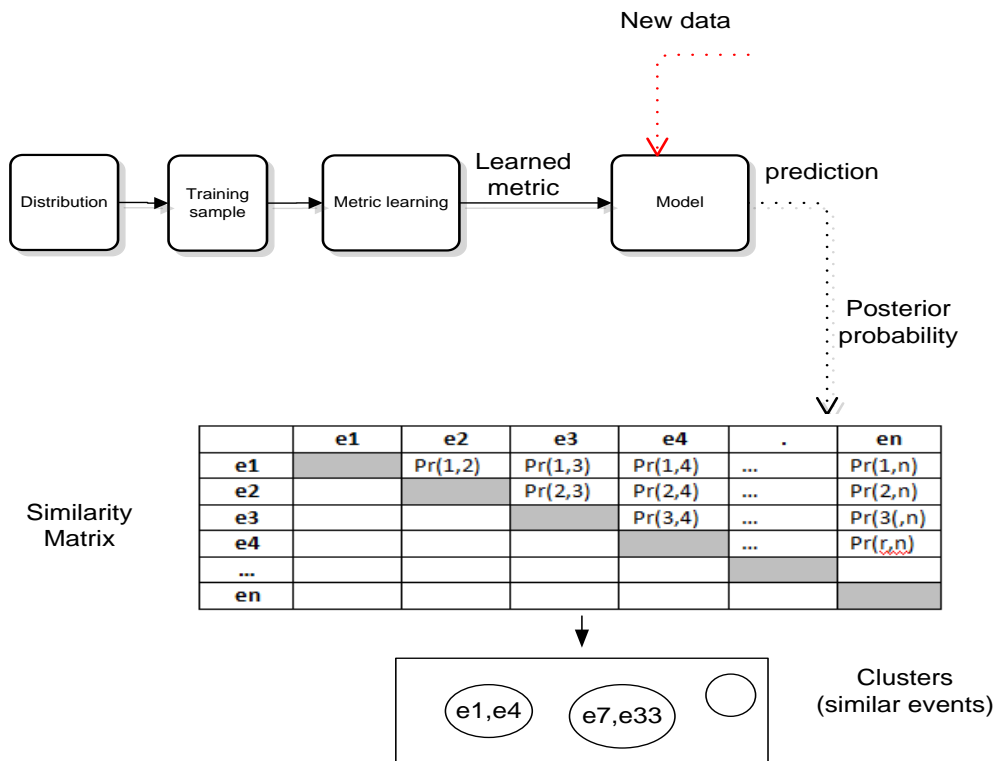 New data
Distribution
Training
sample
Metric learning
Learned
metric
Model
prediction
Posterior
probability
e1 e2 e3 e4 . en
e1 Pr(1,2) Pr(1,3) Pr(1,4) ... Pr(1,n)
e2 Pr(2,3) Pr(2,4) ... Pr(2,n)
e3 Pr(3,4) ... Pr(3(,n)
e4 ... Pr(r,n)
...
en
Similarity
Matrix
e1,e4
e7,e33
Clusters
(similar events)